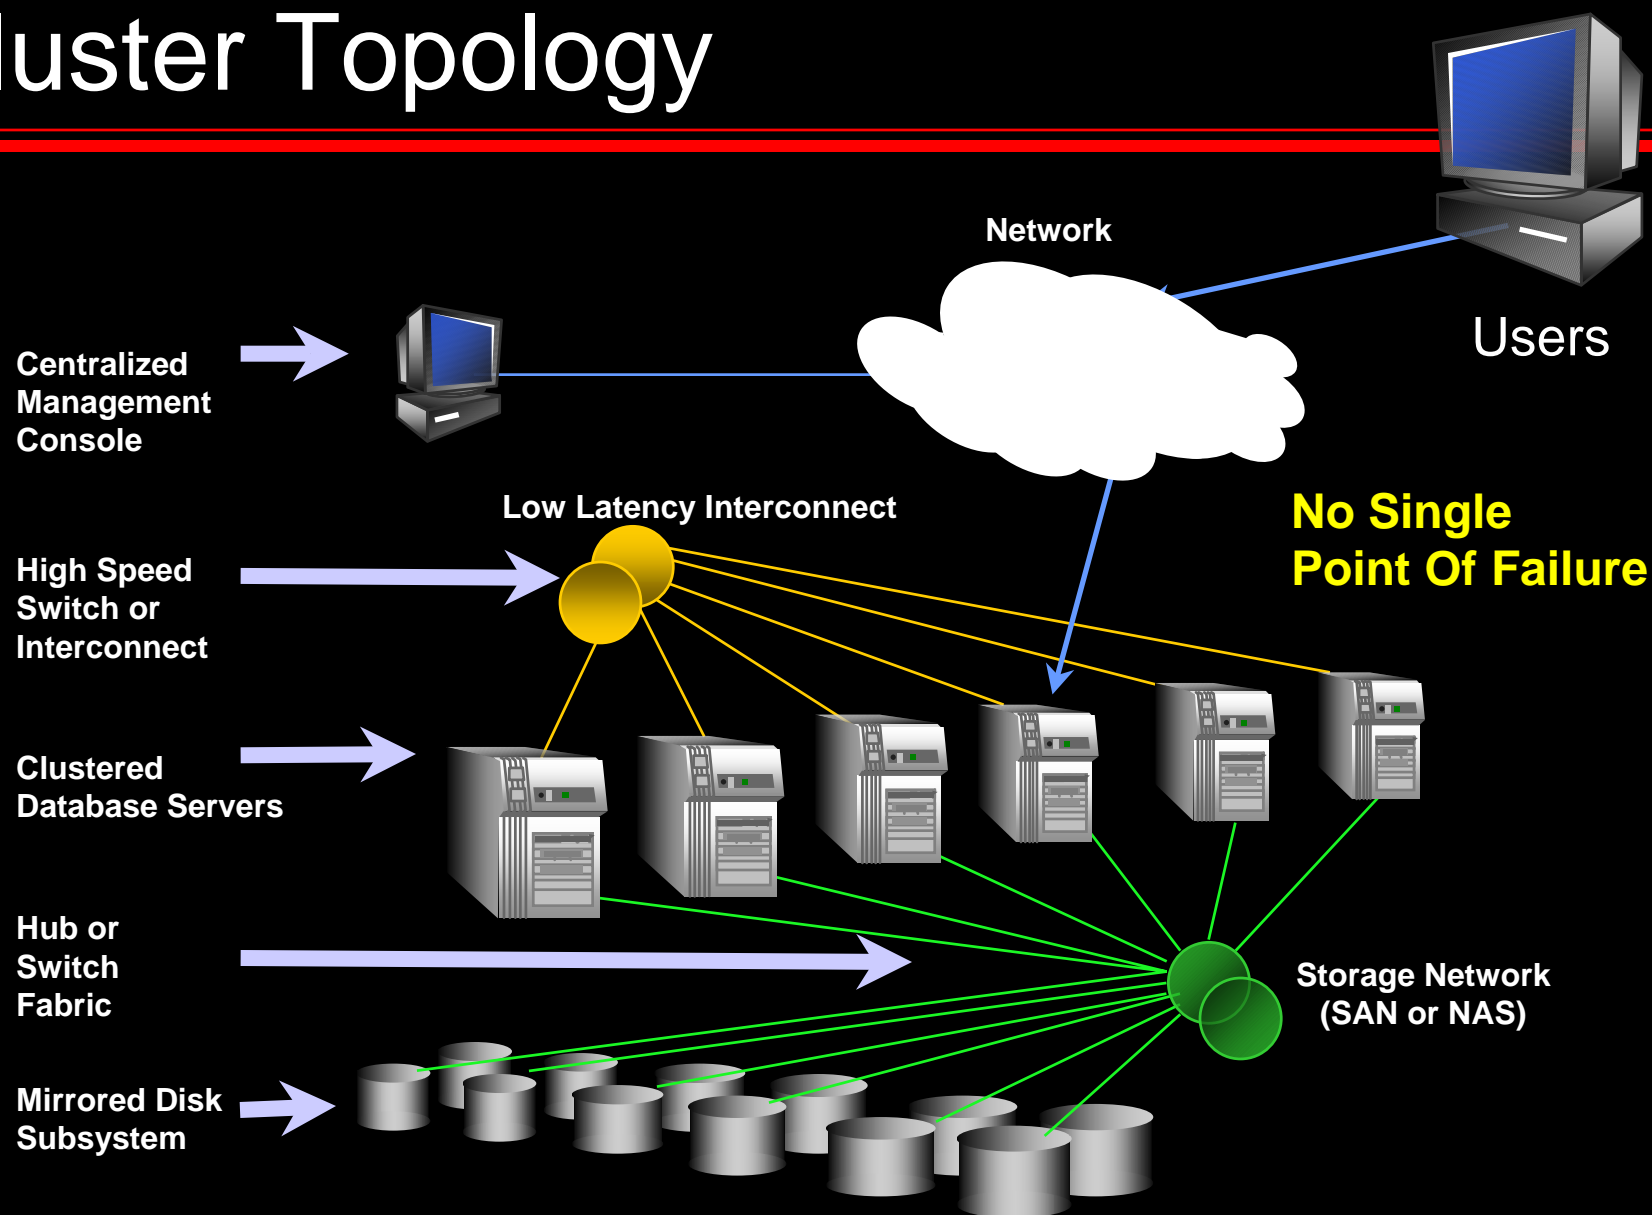 luster Topology
Network
Users
Centralized
Management
Console
Low Latency Interconnect
No Single
Point Of Failure
High Speed
Switch or
Interconnect
Clustered
Database Servers
Hub or
Switch
Fabric
Storage Network
(SAN or NAS)
Mirrored Disk
Subsystem